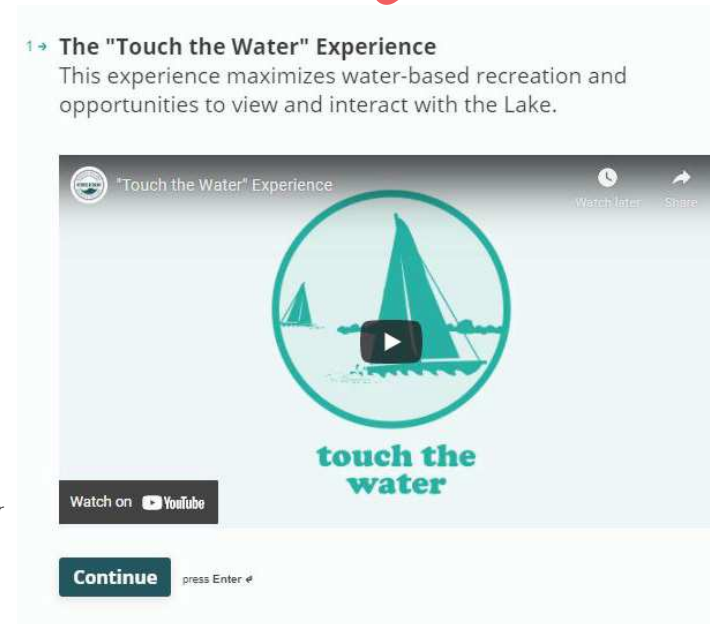 1→ The "Touch the Water" Experience
This experience maximizes water-based recreation and
opportunities to view and interact with the Lake.
"Touch the Water" Experience
Watch later
Share
touch the
water
Watch on YouTube
Continue
press Enter ↵